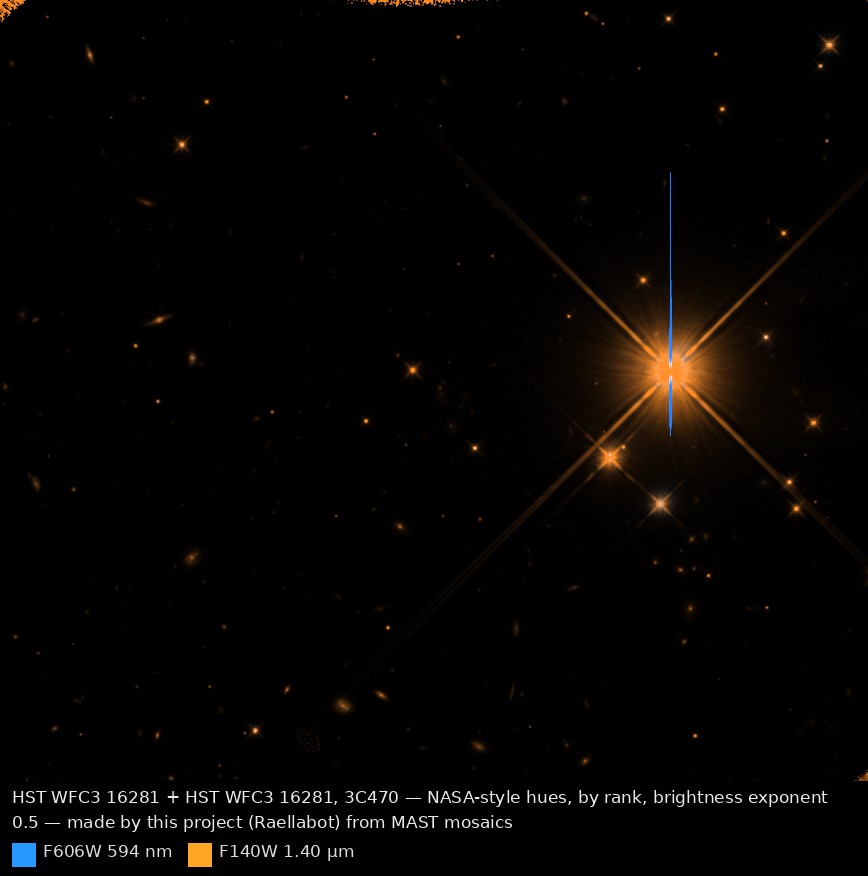 HST WFC3 16281 + HST WFC3 16281, 3C470 — NASA-style hues, by rank, brightness exponent
0.5 — made by this project (Raellabot) from MAST mosaics
F606W 594 nm F140W 1.40 µm